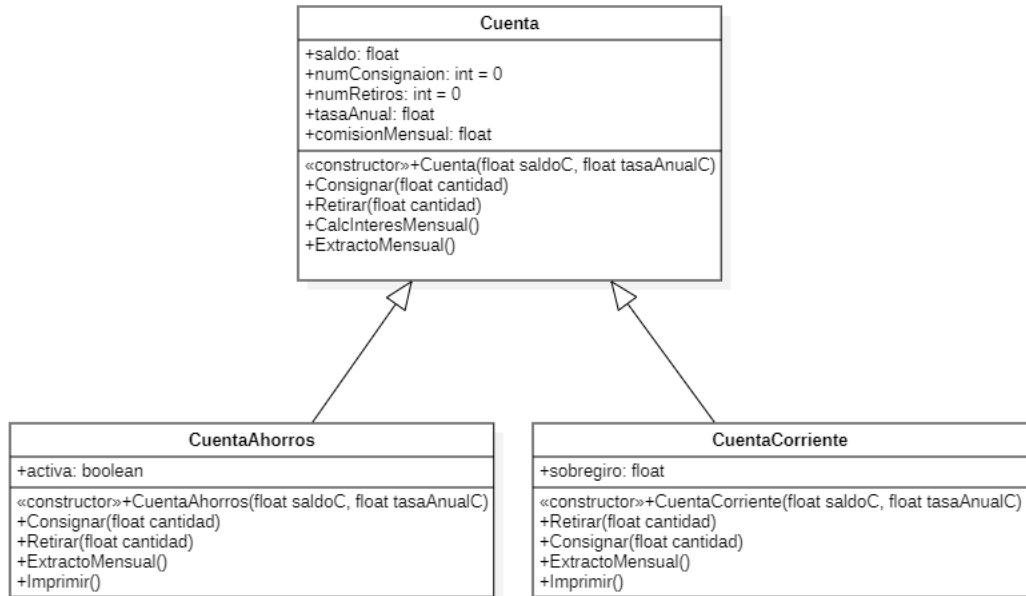 Cuenta
+saldo: float
+numConsignaion: int = 0
+numRetiros: int = 0
+tasaAnual: float
+comisionMensual: float
«constructor»+Cuenta(float saldoC, float tasaAnualC)
+Consignar(float cantidad)
+Retirar(float cantidad)
+CalcInteresMensual()
+ExtractoMensual()
CuentaAhorros
+activa: boolean
«constructor»+CuentaAhorros(float saldoC, float tasaAnualC)
+Consignar(float cantidad)
+Retirar(float cantidad)
+ExtractoMensual()
+Imprimir()
CuentaCorriente
+sobregiro: float
«constructor»+CuentaCorriente(float saldoC, float tasaAnualC)
+Retirar(float cantidad)
+Consignar(float cantidad)
+ExtractoMensual()
+Imprimir()